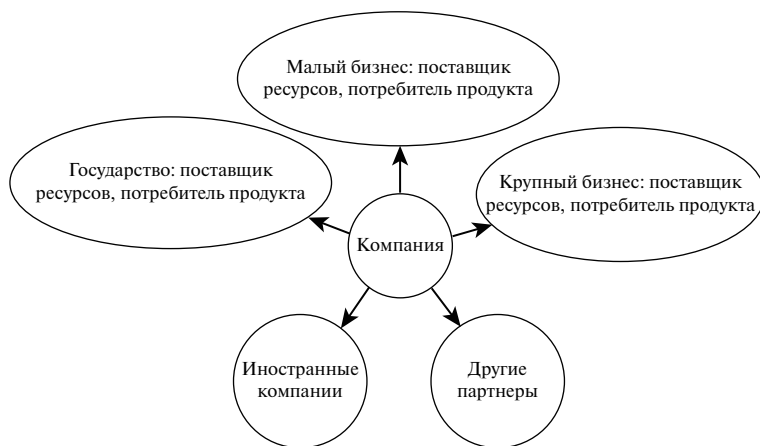 Малый бизнес: поставщик
ресурсов, потребитель продукта
Государство: поставщик
ресурсов, потребитель продукта
Крупный бизнес: поставщик
ресурсов, потребитель продукта
Компания
Иностранные
компании
Другие
партнеры